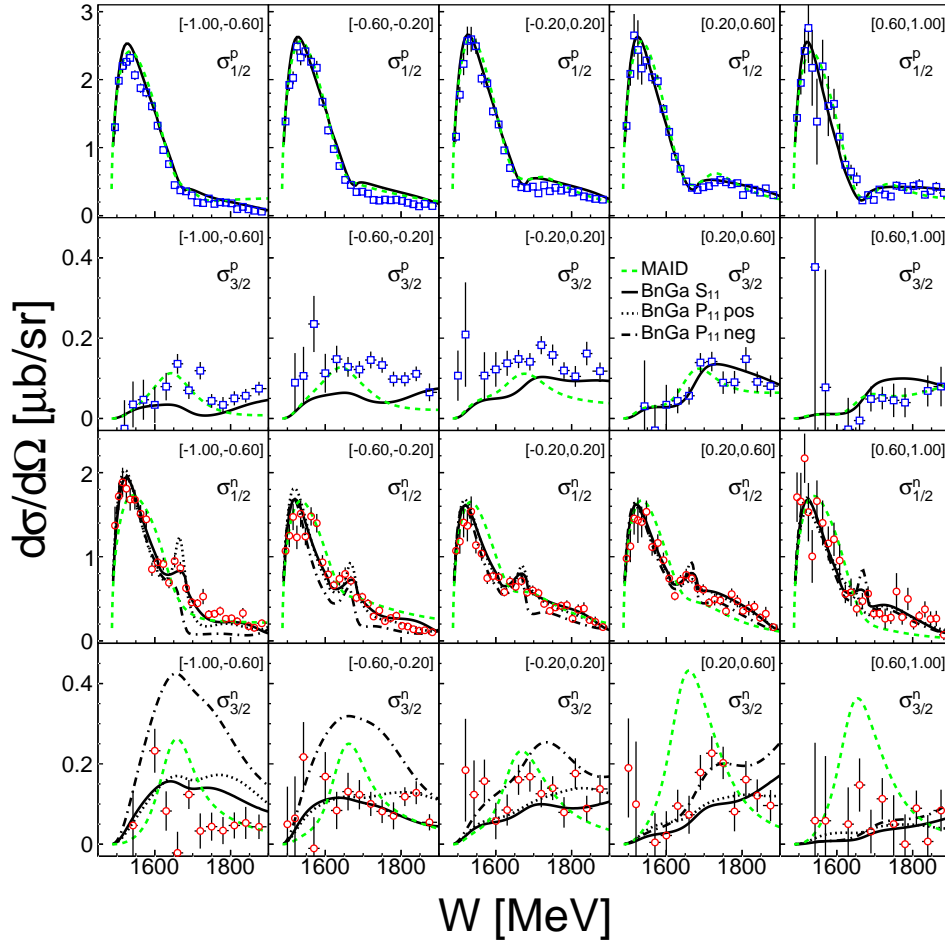 [-1.00,-0.60] [-0.60,-0.20] [-0.20,0.20] [0.20,0.60] [0.60,1.00]
3
σ^p_1/2 σ^p_1/2 σ^p_1/2 σ^p_1/2 σ^p_1/2
2
1
0
[-1.00,-0.60] [-0.60,-0.20] [-0.20,0.20] [0.20,0.60] [0.60,1.00]
0.4
σ^p_3/2 σ^p_3/2 σ^p_3/2 σ^p_3/2 σ^p_3/2
MAID
BnGa S_11
BnGa P_11 pos
BnGa P_11 neg
0.2
0
dσ/dΩ [μb/sr]
[-1.00,-0.60] [-0.60,-0.20] [-0.20,0.20] [0.20,0.60] [0.60,1.00]
2
σ^n_1/2 σ^n_1/2 σ^n_1/2 σ^n_1/2 σ^n_1/2
1
0
[-1.00,-0.60] [-0.60,-0.20] [-0.20,0.20] [0.20,0.60] [0.60,1.00]
0.4
σ^n_3/2 σ^n_3/2 σ^n_3/2 σ^n_3/2 σ^n_3/2
0.2
0
1600 1800 1600 1800 1600 1800 1600 1800 1600 1800
W [MeV]